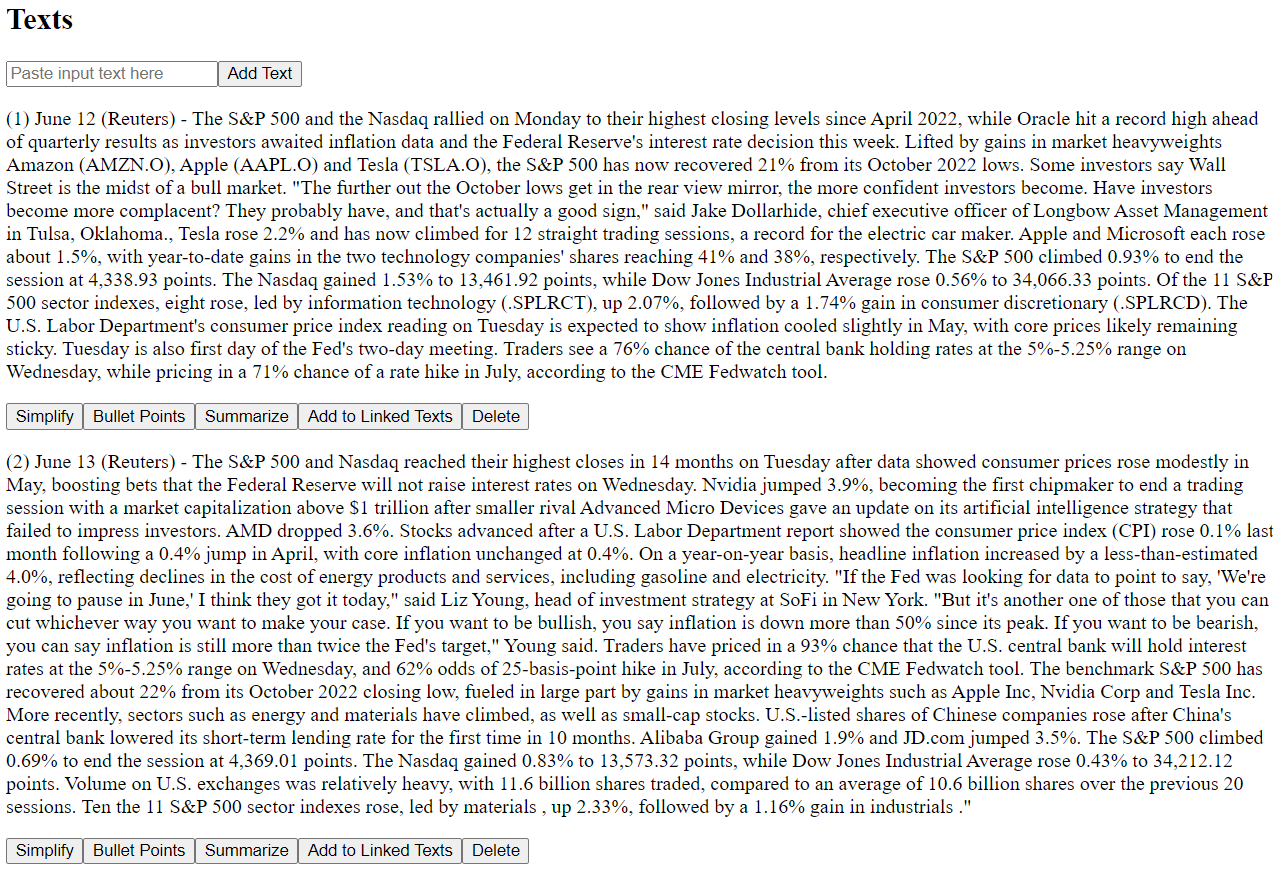 Texts
Paste input text here Add Text
(1) June 12 (Reuters) - The S&P 500 and the Nasdaq rallied on Monday to their highest closing levels since April 2022, while Oracle hit a record high ahead
of quarterly results as investors awaited inflation data and the Federal Reserve's interest rate decision this week. Lifted by gains in market heavyweights
Amazon (AMZN.O), Apple (AAPL.O) and Tesla (TSLA.O), the S&P 500 has now recovered 21% from its October 2022 lows. Some investors say Wall
Street is the midst of a bull market. "The further out the October lows get in the rear view mirror, the more confident investors become. Have investors
become more complacent? They probably have, and that's actually a good sign," said Jake Dollarhide, chief executive officer of Longbow Asset Management
in Tulsa, Oklahoma., Tesla rose 2.2% and has now climbed for 12 straight trading sessions, a record for the electric car maker. Apple and Microsoft each rose
about 1.5%, with year-to-date gains in the two technology companies' shares reaching 41% and 38%, respectively. The S&P 500 climbed 0.93% to end the
session at 4,338.93 points. The Nasdaq gained 1.53% to 13,461.92 points, while Dow Jones Industrial Average rose 0.56% to 34,066.33 points. Of the 11 S&P
500 sector indexes, eight rose, led by information technology (.SPLRCT), up 2.07%, followed by a 1.74% gain in consumer discretionary (.SPLRCD). The
U.S. Labor Department's consumer price index reading on Tuesday is expected to show inflation cooled slightly in May, with core prices likely remaining
sticky. Tuesday is also first day of the Fed's two-day meeting. Traders see a 76% chance of the central bank holding rates at the 5%-5.25% range on
Wednesday, while pricing in a 71% chance of a rate hike in July, according to the CME Fedwatch tool.
Simplify Bullet Points Summarize Add to Linked Texts Delete
(2) June 13 (Reuters) - The S&P 500 and Nasdaq reached their highest closes in 14 months on Tuesday after data showed consumer prices rose modestly in
May, boosting bets that the Federal Reserve will not raise interest rates on Wednesday. Nvidia jumped 3.9%, becoming the first chipmaker to end a trading
session with a market capitalization above $1 trillion after smaller rival Advanced Micro Devices gave an update on its artificial intelligence strategy that
failed to impress investors. AMD dropped 3.6%. Stocks advanced after a U.S. Labor Department report showed the consumer price index (CPI) rose 0.1% last
month following a 0.4% jump in April, with core inflation unchanged at 0.4%. On a year-on-year basis, headline inflation increased by a less-than-estimated
4.0%, reflecting declines in the cost of energy products and services, including gasoline and electricity. "If the Fed was looking for data to point to say, 'We're
going to pause in June,' I think they got it today," said Liz Young, head of investment strategy at SoFi in New York. "But it's another one of those that you can
cut whichever way you want to make your case. If you want to be bullish, you say inflation is down more than 50% since its peak. If you want to be bearish,
you can say inflation is still more than twice the Fed's target," Young said. Traders have priced in a 93% chance that the U.S. central bank will hold interest
rates at the 5%-5.25% range on Wednesday, and 62% odds of 25-basis-point hike in July, according to the CME Fedwatch tool. The benchmark S&P 500 has
recovered about 22% from its October 2022 closing low, fueled in large part by gains in market heavyweights such as Apple Inc, Nvidia Corp and Tesla Inc.
More recently, sectors such as energy and materials have climbed, as well as small-cap stocks. U.S.-listed shares of Chinese companies rose after China's
central bank lowered its short-term lending rate for the first time in 10 months. Alibaba Group gained 1.9% and JD.com jumped 3.5%. The S&P 500 climbed
0.69% to end the session at 4,369.01 points. The Nasdaq gained 0.83% to 13,573.32 points, while Dow Jones Industrial Average rose 0.43% to 34,212.12
points. Volume on U.S. exchanges was relatively heavy, with 11.6 billion shares traded, compared to an average of 10.6 billion shares over the previous 20
sessions. Ten the 11 S&P 500 sector indexes rose, led by materials , up 2.33%, followed by a 1.16% gain in industrials ."
Simplify Bullet Points Summarize Add to Linked Texts Delete